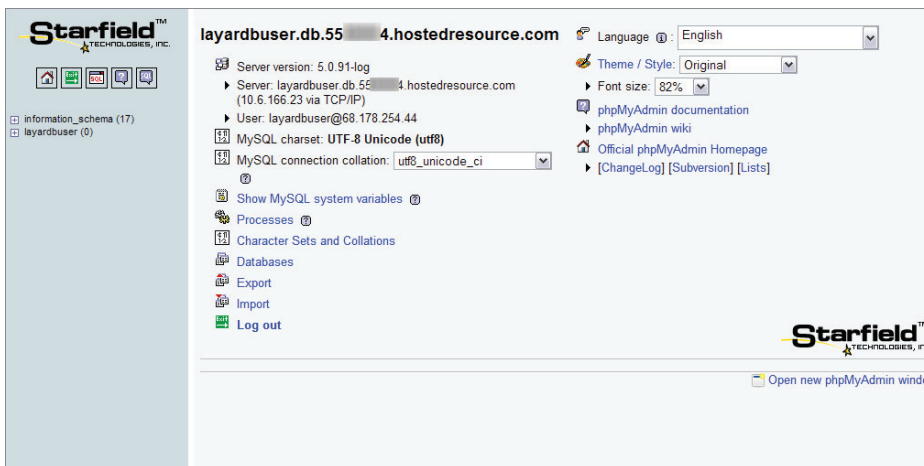 Starfield™
TECHNOLOGIES, INC.
SQL
SQL
information_schema (17)
layardbuser (0)
layardbuser.db.55 4.hostedresource.com
Server version: 5.0.91-log
Server: layardbuser.db.55 4.hostedresource.com
(10.6.166.23 via TCP/IP)
User: layardbuser@68.178.254.44
MySQL charset: UTF-8 Unicode (utf8)
MySQL connection collation: utf8_unicode_ci
Show MySQL system variables
Processes
Character Sets and Collations
Databases
Export
Import
Log out
Language : English
Theme / Style: Original
Font size: 82%
phpMyAdmin documentation
phpMyAdmin wiki
Official phpMyAdmin Homepage
[ChangeLog] [Subversion] [Lists]
Starfield
TECHNOLOGIES, IN
Open new phpMyAdmin windo